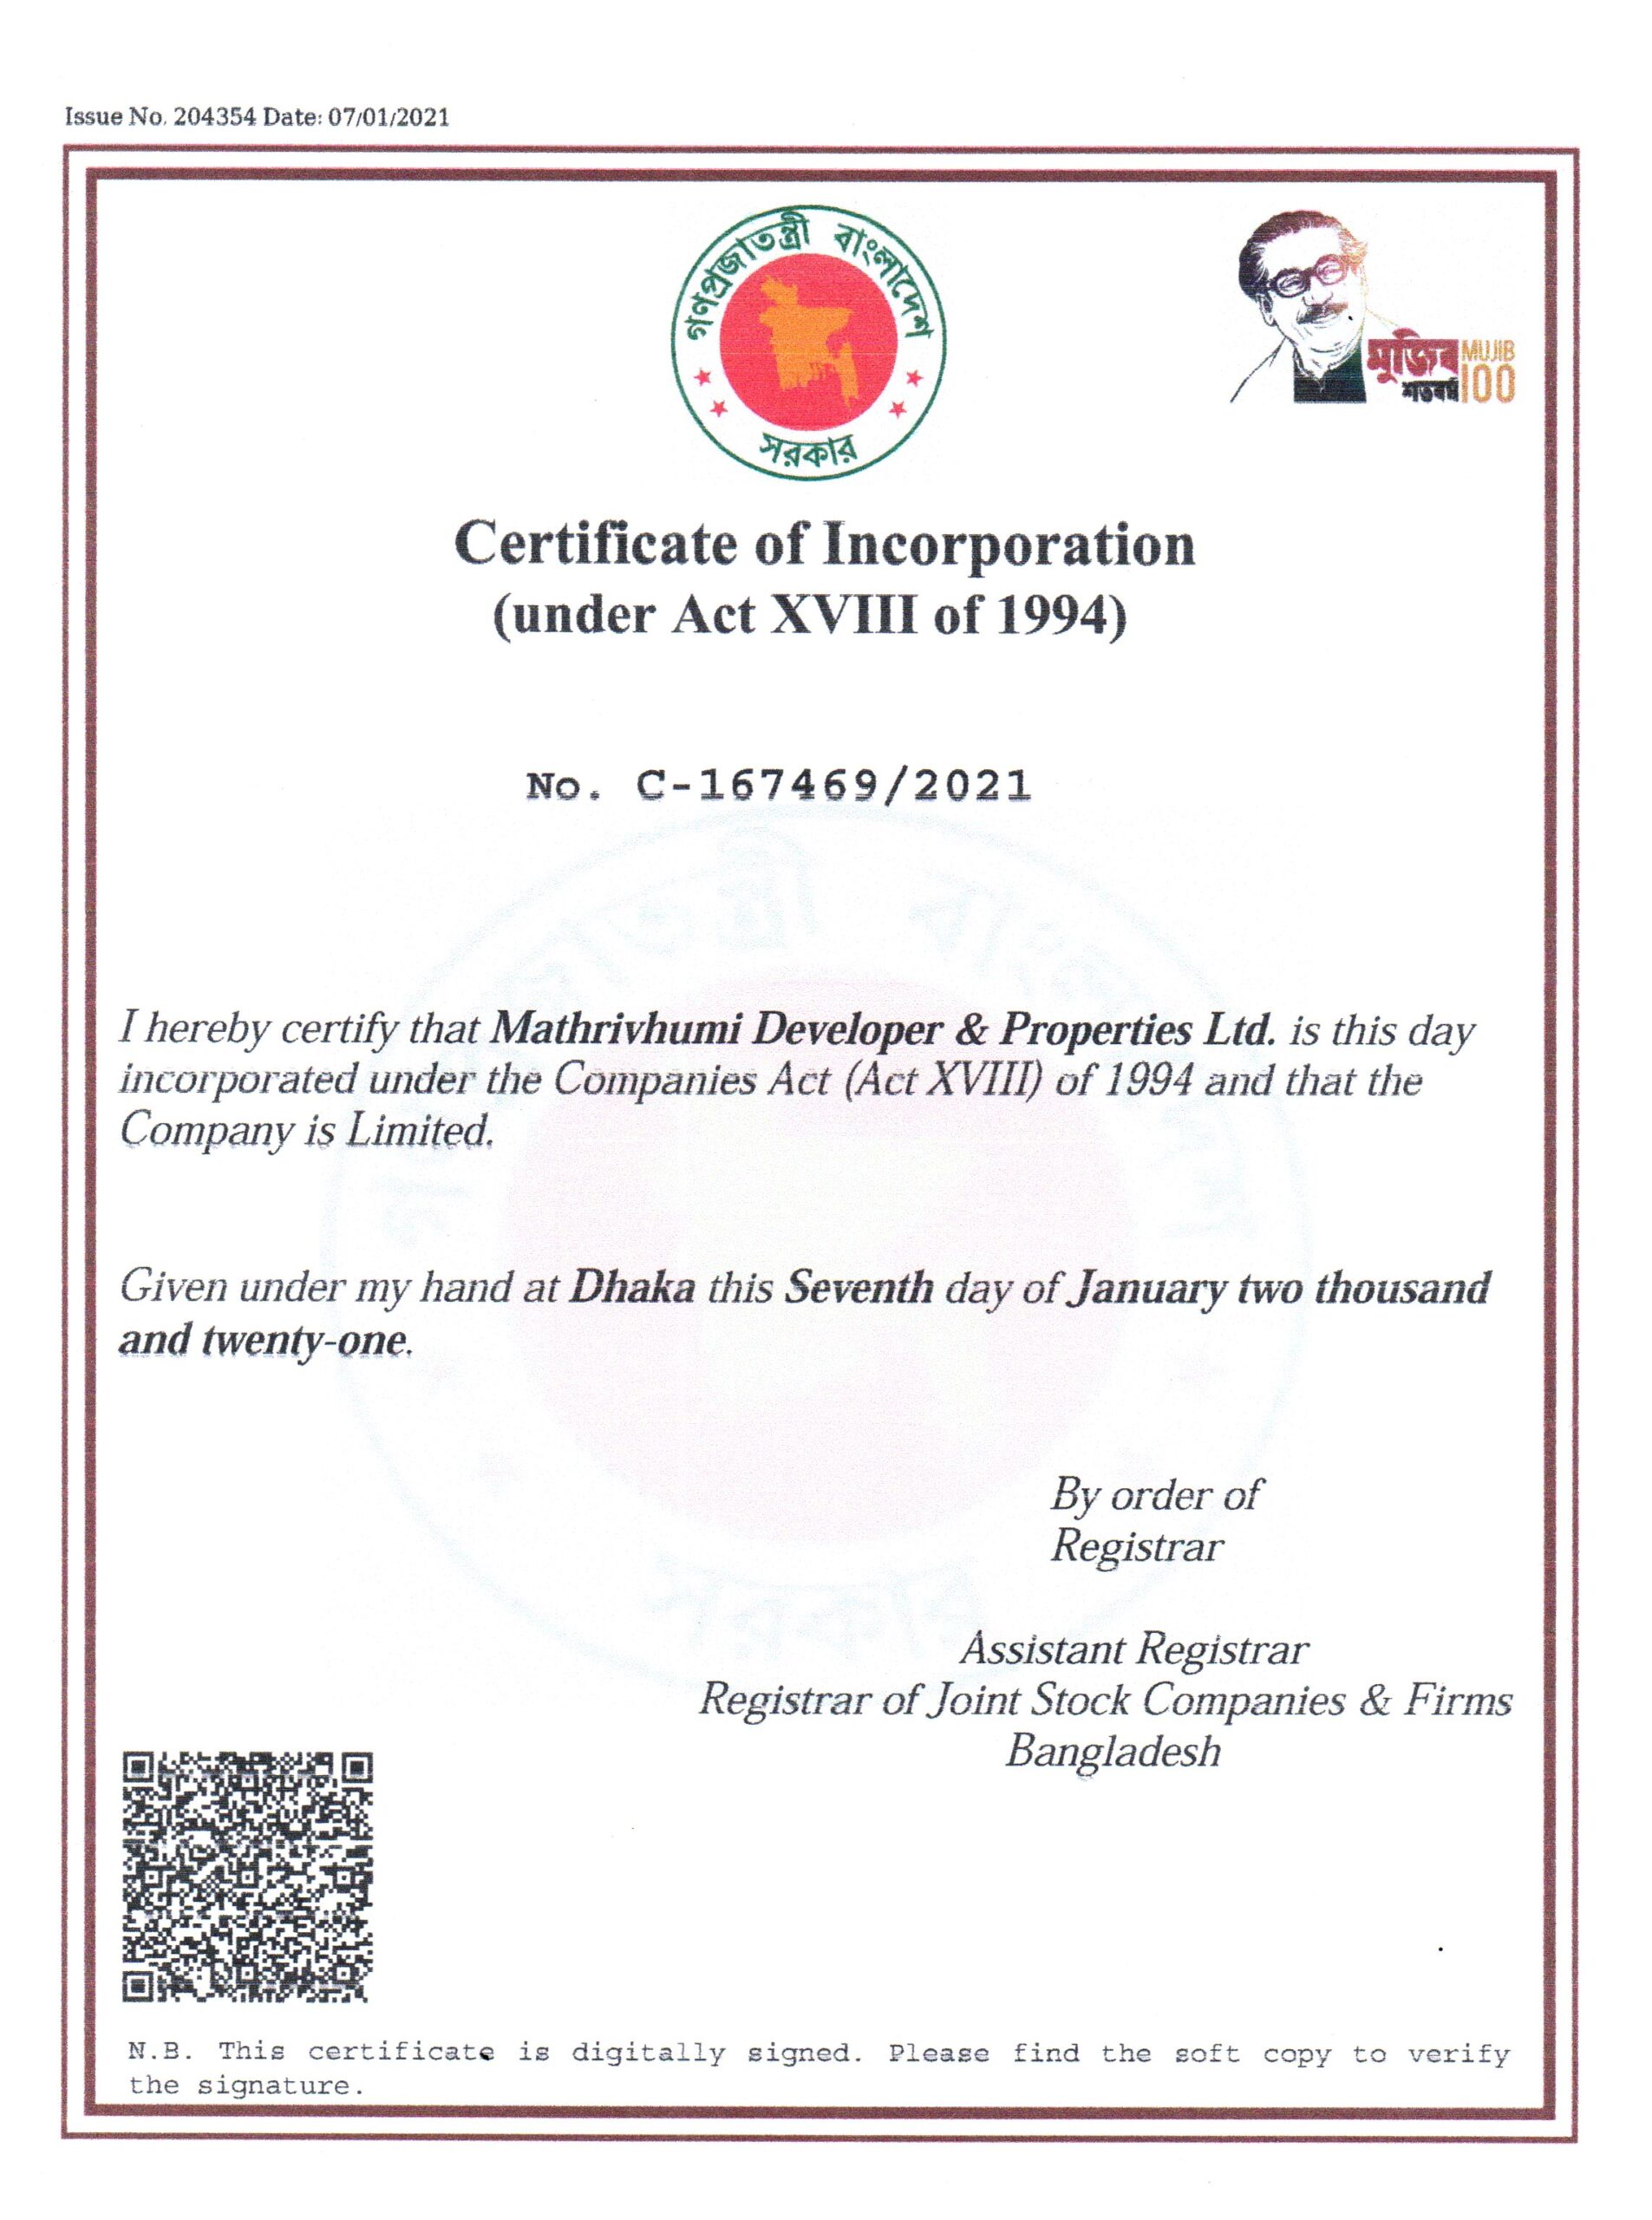 Issue No. 204354 Date: 07/01/2021
গণপ্রজাতন্ত্রী বাংলাদেশ
সরকার
মুজিব
শতবর্ষ
MUJIB
100
Certificate of Incorporation
(under Act XVIII of 1994)
No. C-167469/2021
I hereby certify that Mathrivhumi Developer & Properties Ltd. is this day
incorporated under the Companies Act (Act XVIII) of 1994 and that the
Company is Limited.
Given under my hand at Dhaka this Seventh day of January two thousand
and twenty-one.
By order of
Registrar
Assistant Registrar
Registrar of Joint Stock Companies & Firms
Bangladesh
N.B. This certificate is digitally signed. Please find the soft copy to verify
the signature.